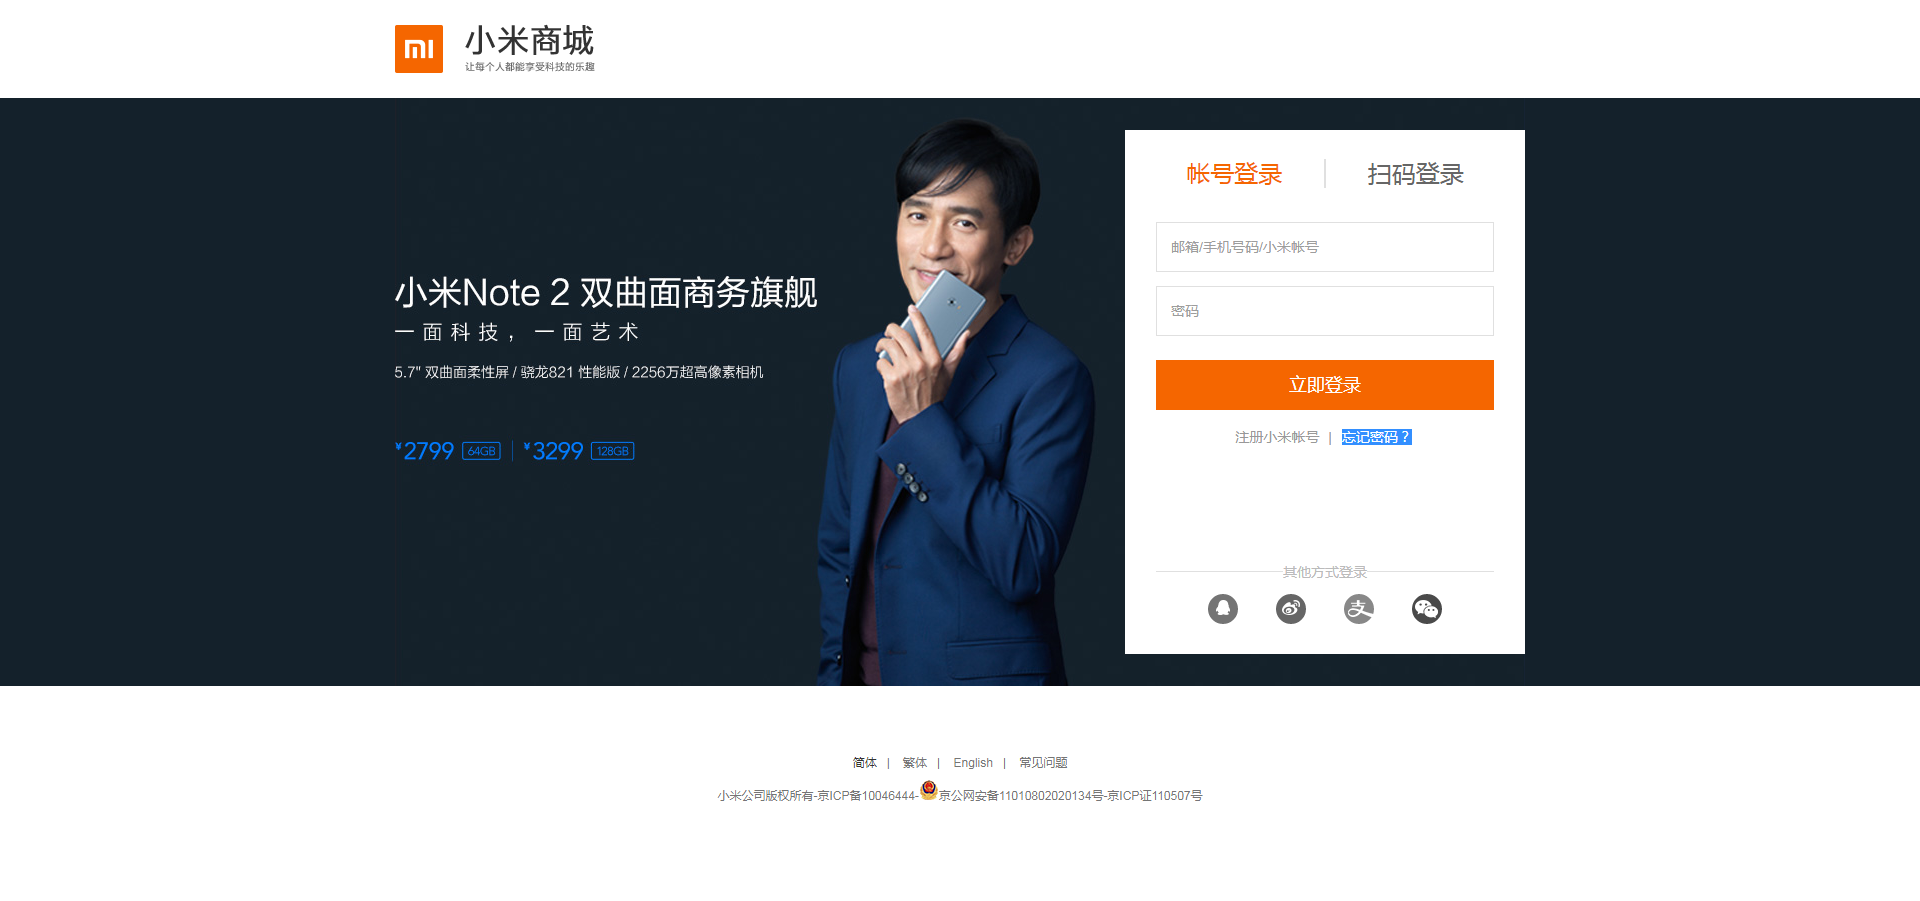 小米商城
让每个人都能享受科技的乐趣
帐号登录 | 扫码登录
邮箱/手机号码/小米帐号
密码
立即登录
注册小米帐号 | 忘记密码？
其他方式登录
小米Note 2 双曲面商务旗舰
一面科技，一面艺术
5.7" 双曲面柔性屏 / 骁龙821 性能版 / 2256万超高像素相机
¥2799 64GB | ¥3299 128GB
简体 | 繁体 | English | 常见问题
小米公司版权所有-京ICP备10046444-京公网安备11010802020134号-京ICP证110507号